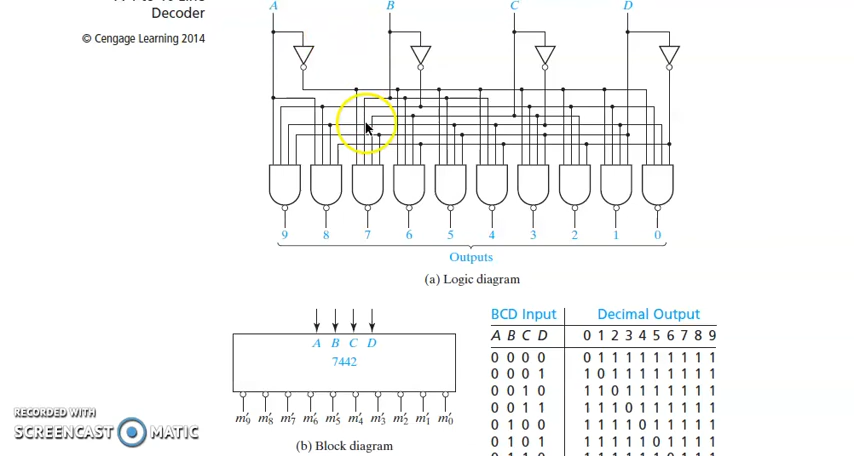 Decoder
© Cengage Learning 2014
A B C D
9 8 7 6 5 4 3 2 1 0
Outputs
(a) Logic diagram
A B C D
7442
m′9 m′8 m′7 m′6 m′5 m′4 m′3 m′2 m′1 m′0
(b) Block diagram
BCD Input Decimal Output
A B C D 0 1 2 3 4 5 6 7 8 9
0 0 0 0 0 1 1 1 1 1 1 1 1 1
0 0 0 1 1 0 1 1 1 1 1 1 1 1
0 0 1 0 1 1 0 1 1 1 1 1 1 1
0 0 1 1 1 1 1 0 1 1 1 1 1 1
0 1 0 0 1 1 1 1 0 1 1 1 1 1
0 1 0 1 1 1 1 1 1 0 1 1 1 1
RECORDED WITH
SCREENCAST MATIC